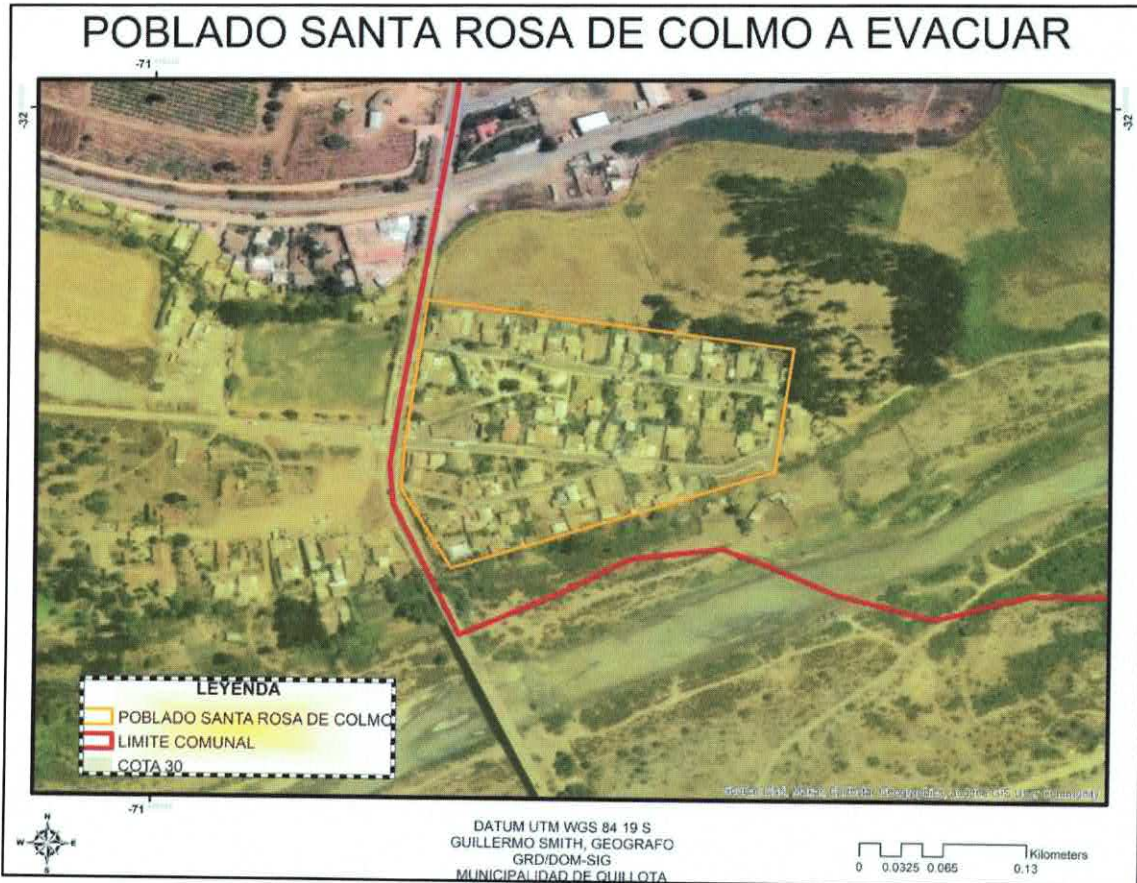 POBLADO SANTA ROSA DE COLMO A EVACUAR
-71
-32
-32
LEYENDA
POBLADO SANTA ROSA DE COLMO
LIMITE COMUNAL
COTA 30
-71
N
W E
S
DATUM UTM WGS 84 19 S
GUILLERMO SMITH, GEOGRAFO
GRD/DOM-SIG
MUNICIPALIDAD DE QUILLOTA
Kilometers
0 0.0325 0.065 0.13